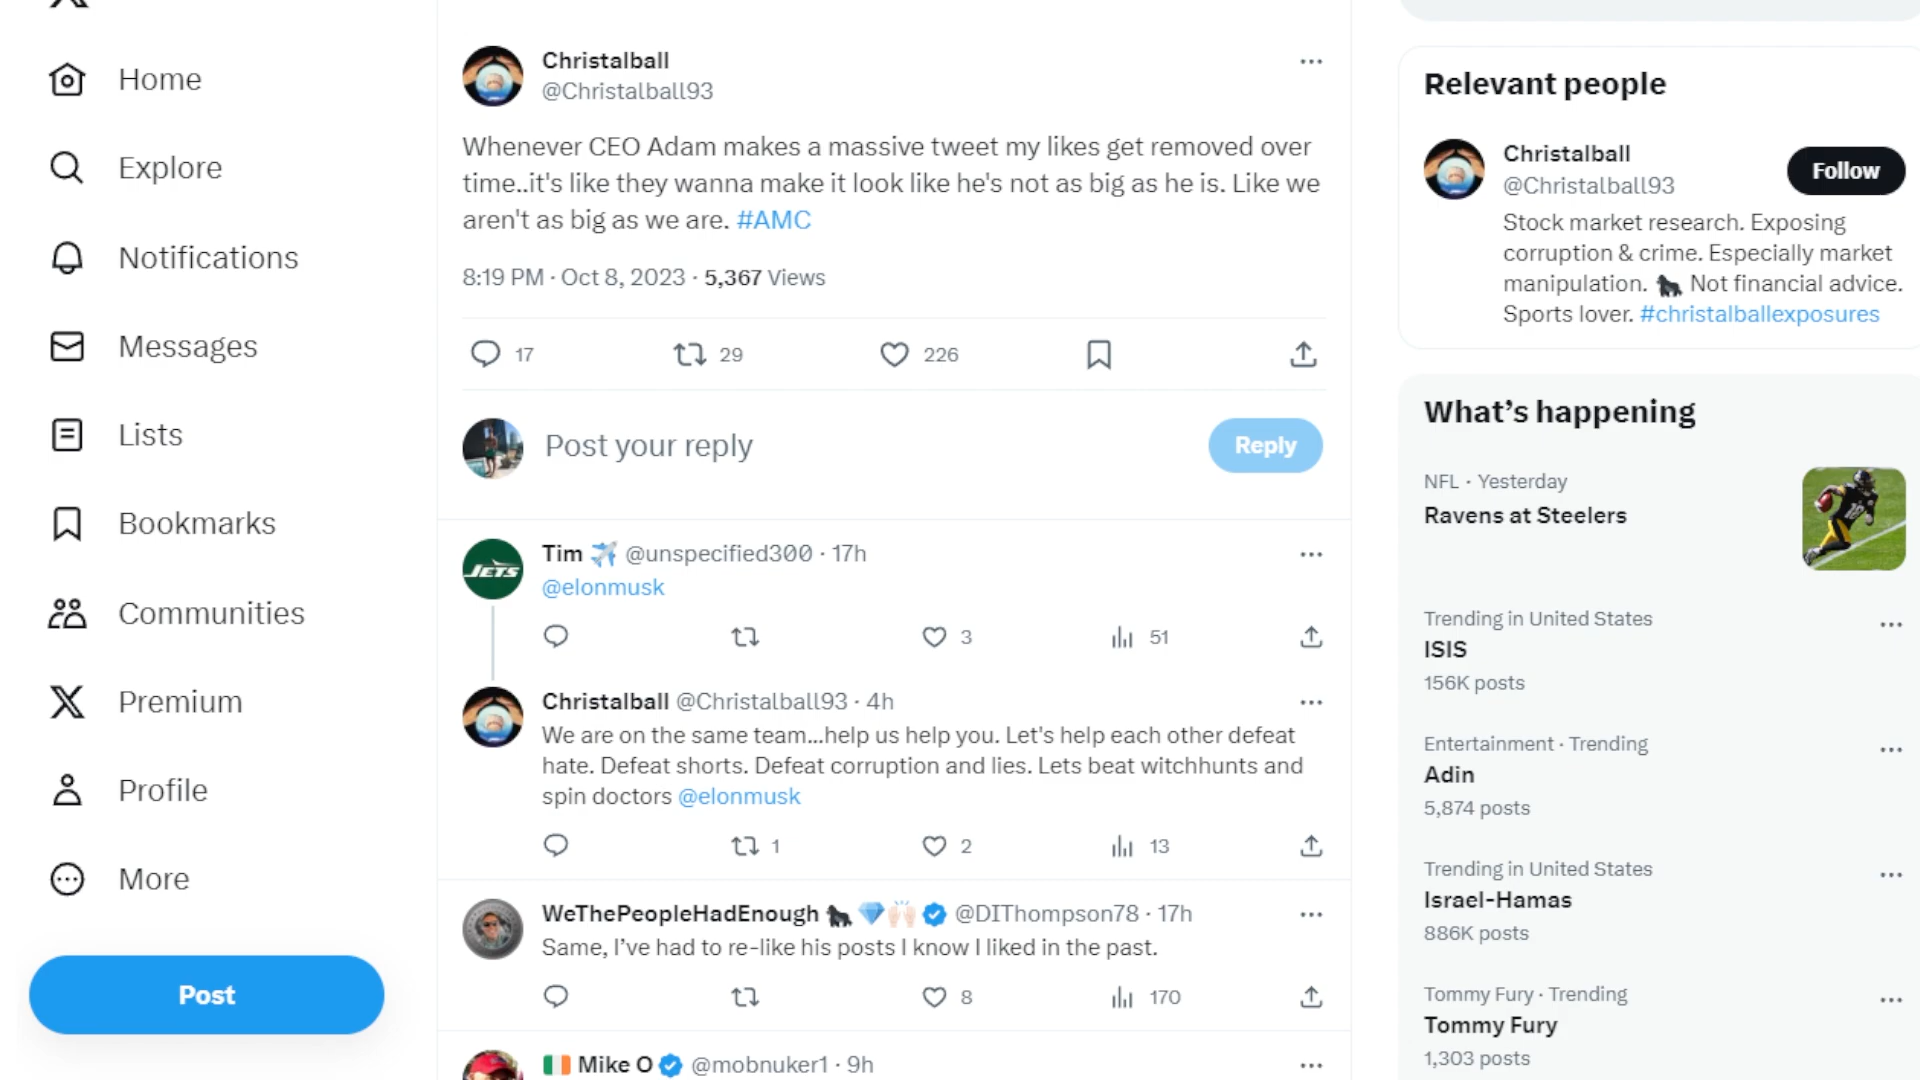 Home
Explore
Notifications
Messages
Lists
Bookmarks
Communities
Premium
Profile
More
Post
Christalball
@Christalball93
Whenever CEO Adam makes a massive tweet my likes get removed over
time..it's like they wanna make it look like he's not as big as he is. Like we
aren't as big as we are. #AMC
8:19 PM · Oct 8, 2023 · 5,367 Views
17 29 226
Post your reply
Reply
Tim @unspecified300 · 17h
@elonmusk
3 51
Christalball @Christalball93 · 4h
We are on the same team...help us help you. Let's help each other defeat
hate. Defeat shorts. Defeat corruption and lies. Lets beat witchhunts and
spin doctors @elonmusk
1 2 13
WeThePeopleHadEnough 🦍💎🙌🏻 @DIThompson78 · 17h
Same, I’ve had to re-like his posts I know I liked in the past.
8 170
Mike O @mobnuker1 · 9h
Relevant people
Christalball
@Christalball93
Follow
Stock market research. Exposing
corruption & crime. Especially market
manipulation. 🦍 Not financial advice.
Sports lover. #christalballexposures
What’s happening
NFL · Yesterday
Ravens at Steelers
Trending in United States
ISIS
156K posts
Entertainment · Trending
Adin
5,874 posts
Trending in United States
Israel-Hamas
886K posts
Tommy Fury · Trending
Tommy Fury
1,303 posts
JETS